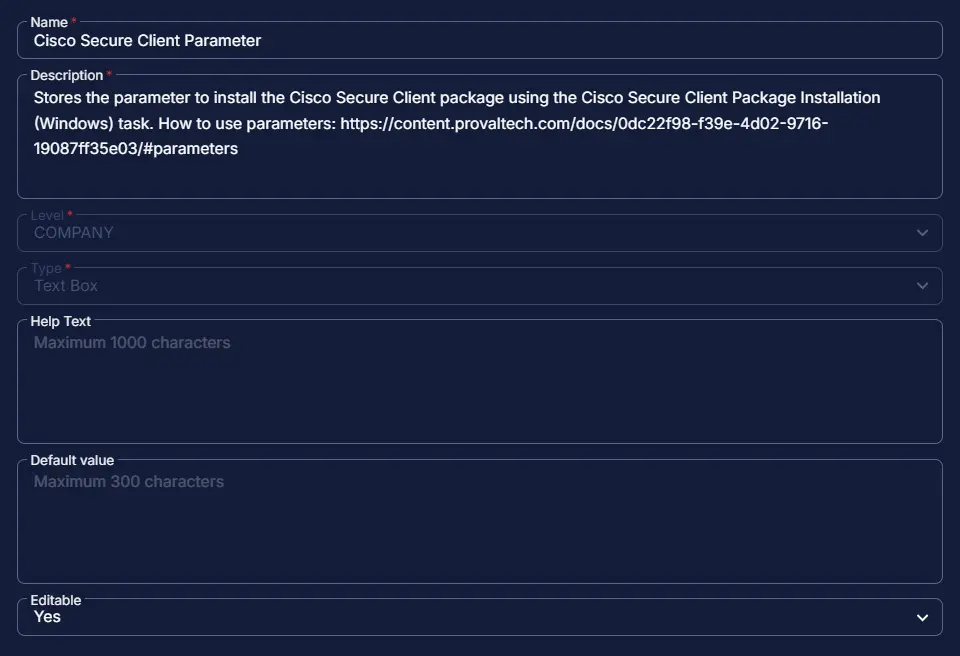 Name *
Cisco Secure Client Parameter
Description *
Stores the parameter to install the Cisco Secure Client package using the Cisco Secure Client Package Installation
(Windows) task. How to use parameters: https://content.provaltech.com/docs/0dc22f98-f39e-4d02-9716-
19087ff35e03/#parameters
Level *
COMPANY
Type *
Text Box
Help Text
Maximum 1000 characters
Default value
Maximum 300 characters
Editable
Yes